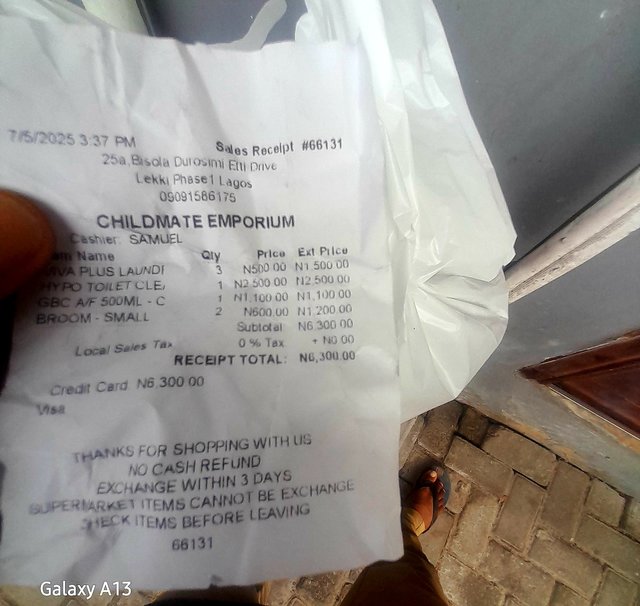 7/5/2025 3:37 PM
Sales Receipt #66131
25a, Bisola Durosimi Etti Drive
Lekki Phase1 Lagos
09091586175
CHILDMATE EMPORIUM
Cashier: SAMUEL
Name Qty Price Ext Price
PLUS LAUNDR 3 N500.00 N1,500.00
HYPO TOILET CLE, 1 N2,500.00 N2,500.00
GBC A/F 500ML - C 1 N1,100.00 N1,100.00
BROOM - SMALL 2 N600.00 N1,200.00
Subtotal: N6,300.00
Local Sales Tax 0 % Tax + N0.00
RECEIPT TOTAL: N6,300.00
Credit Card: N6,300.00
Visa
THANKS FOR SHOPPING WITH US
NO CASH REFUND
EXCHANGE WITHIN 3 DAYS
SUPERMARKET ITEMS CANNOT BE EXCHANGE
CHECK ITEMS BEFORE LEAVING
66131
Galaxy A13